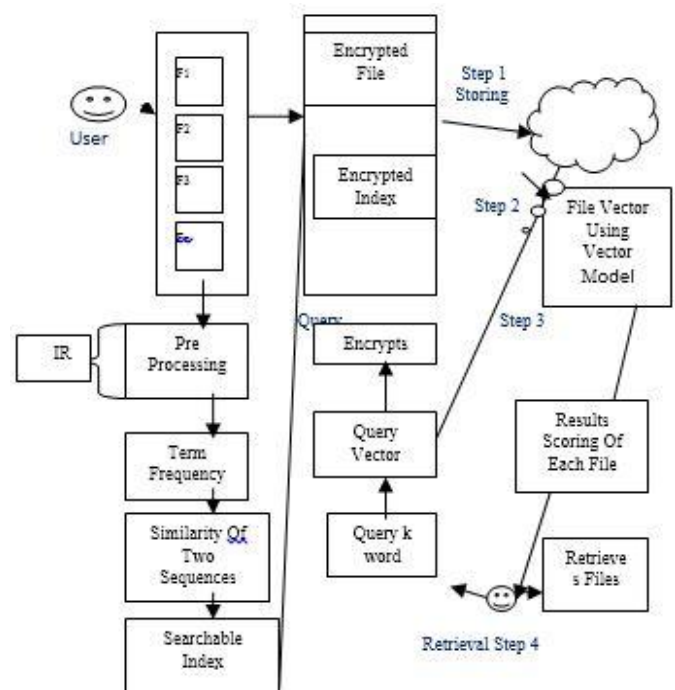 User
F1
F2
F3
Encrypted
File
Encrypted
Index
Step 1
Storing
Step 2
File Vector
Using
Vector
Model
Step 3
IR
Pre
Processing
Term
Frequency
Similarity Of
Two
Sequences
Searchable
Index
Query
Encrypts
Query
Vector
Query k
word
Results
Scoring Of
Each File
Retrieve
s Files
Retrieval Step 4